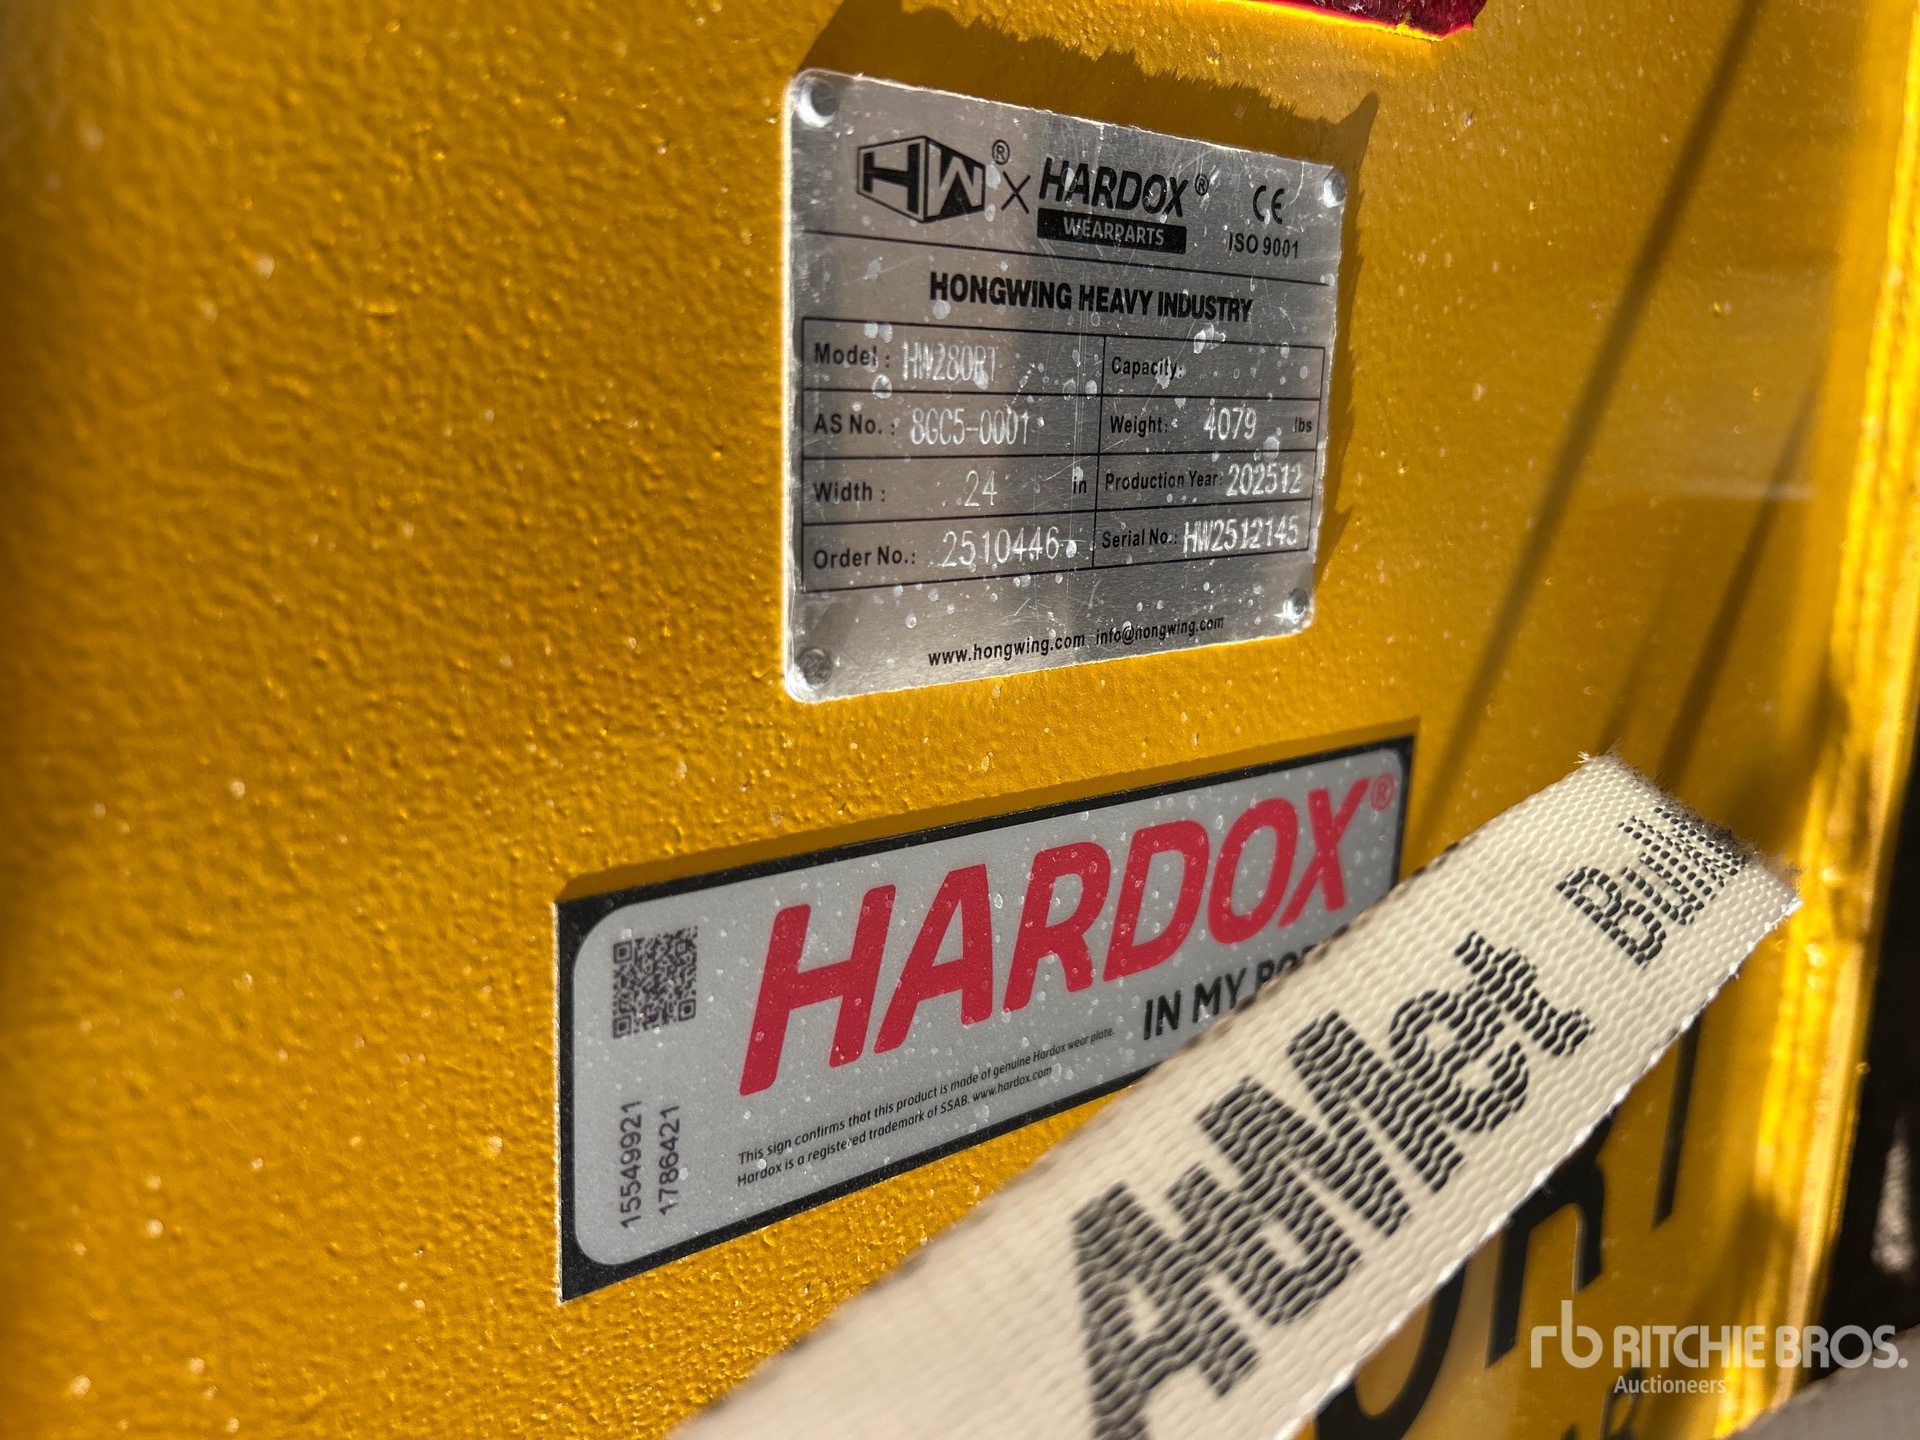 HW® X HARDOX® CE
WEARPARTS ISO 9001
HONGWING HEAVY INDUSTRY
Model: HW280RT Capacity:
AS No.: 8GC5-0001 Weight: 4079 lbs
Width: 24 in Production Year: 202512
Order No.: 2510446 Serial No.: HW2512145
www.hongwing.com info@hongwing.com
HARDOX®
IN MY
This sign confirms that this product is made of genuine Hardox wear plate.
Hardox is a registered trademark of SSAB. www.hardox.com
15549921
1786421
rb RITCHIE BROS.
Auctioneers